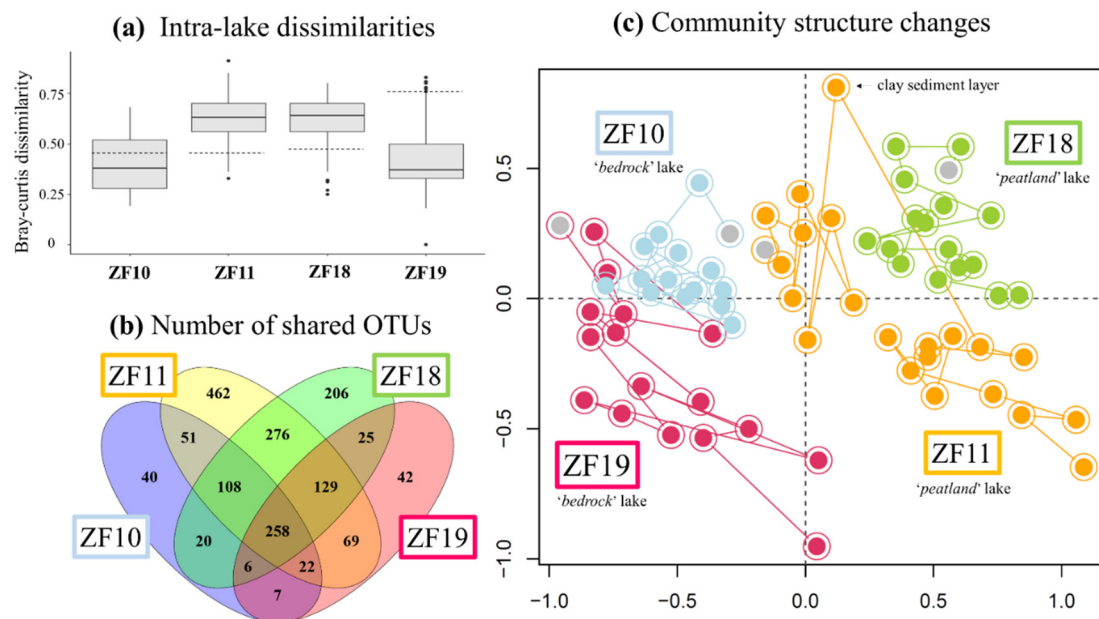 (a) Intra-lake dissimilarities
Bray-curtis dissimilarity
0.75
0.50
0.25
0
ZF10 ZF11 ZF18 ZF19
(b) Number of shared OTUs
ZF11 ZF18
462 206
51 276 25
40 108 129 42
ZF10 258 ZF19
20 69
6 22
7
(c) Community structure changes
clay sediment layer
ZF10
'bedrock' lake
ZF18
'peatland' lake
ZF19
'bedrock' lake
ZF11
'peatland' lake
0.5
0.0
−0.5
−1.0
−1.0 −0.5 0.0 0.5 1.0